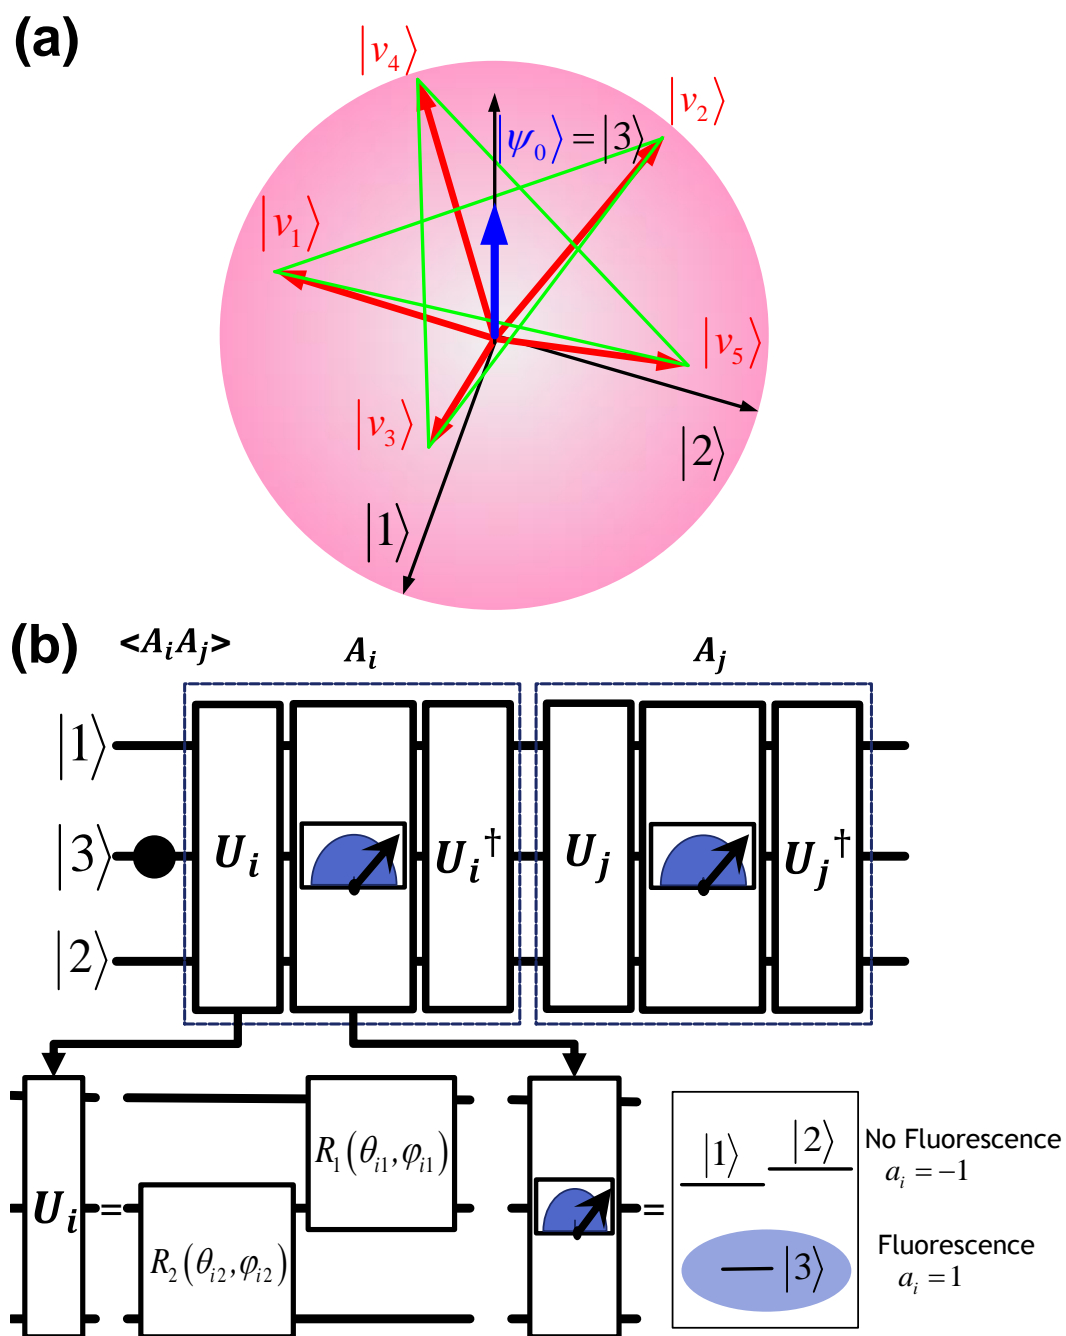 (a)
|v₄⟩
|v₂⟩
|ψ₀⟩ = |3⟩
|v₁⟩
|v₅⟩
|v₃⟩
|2⟩
|1⟩
(b)
<AᵢAⱼ>
Aᵢ
Aⱼ
|1⟩
|3⟩
|2⟩
Uᵢ
Uᵢ†
Uⱼ
Uⱼ†
Uᵢ
=
R₁(θᵢ₁,φᵢ₁)
R₂(θᵢ₂,φᵢ₂)
=
|1⟩
|2⟩
|3⟩
No Fluorescence
aᵢ = −1
Fluorescence
aᵢ = 1